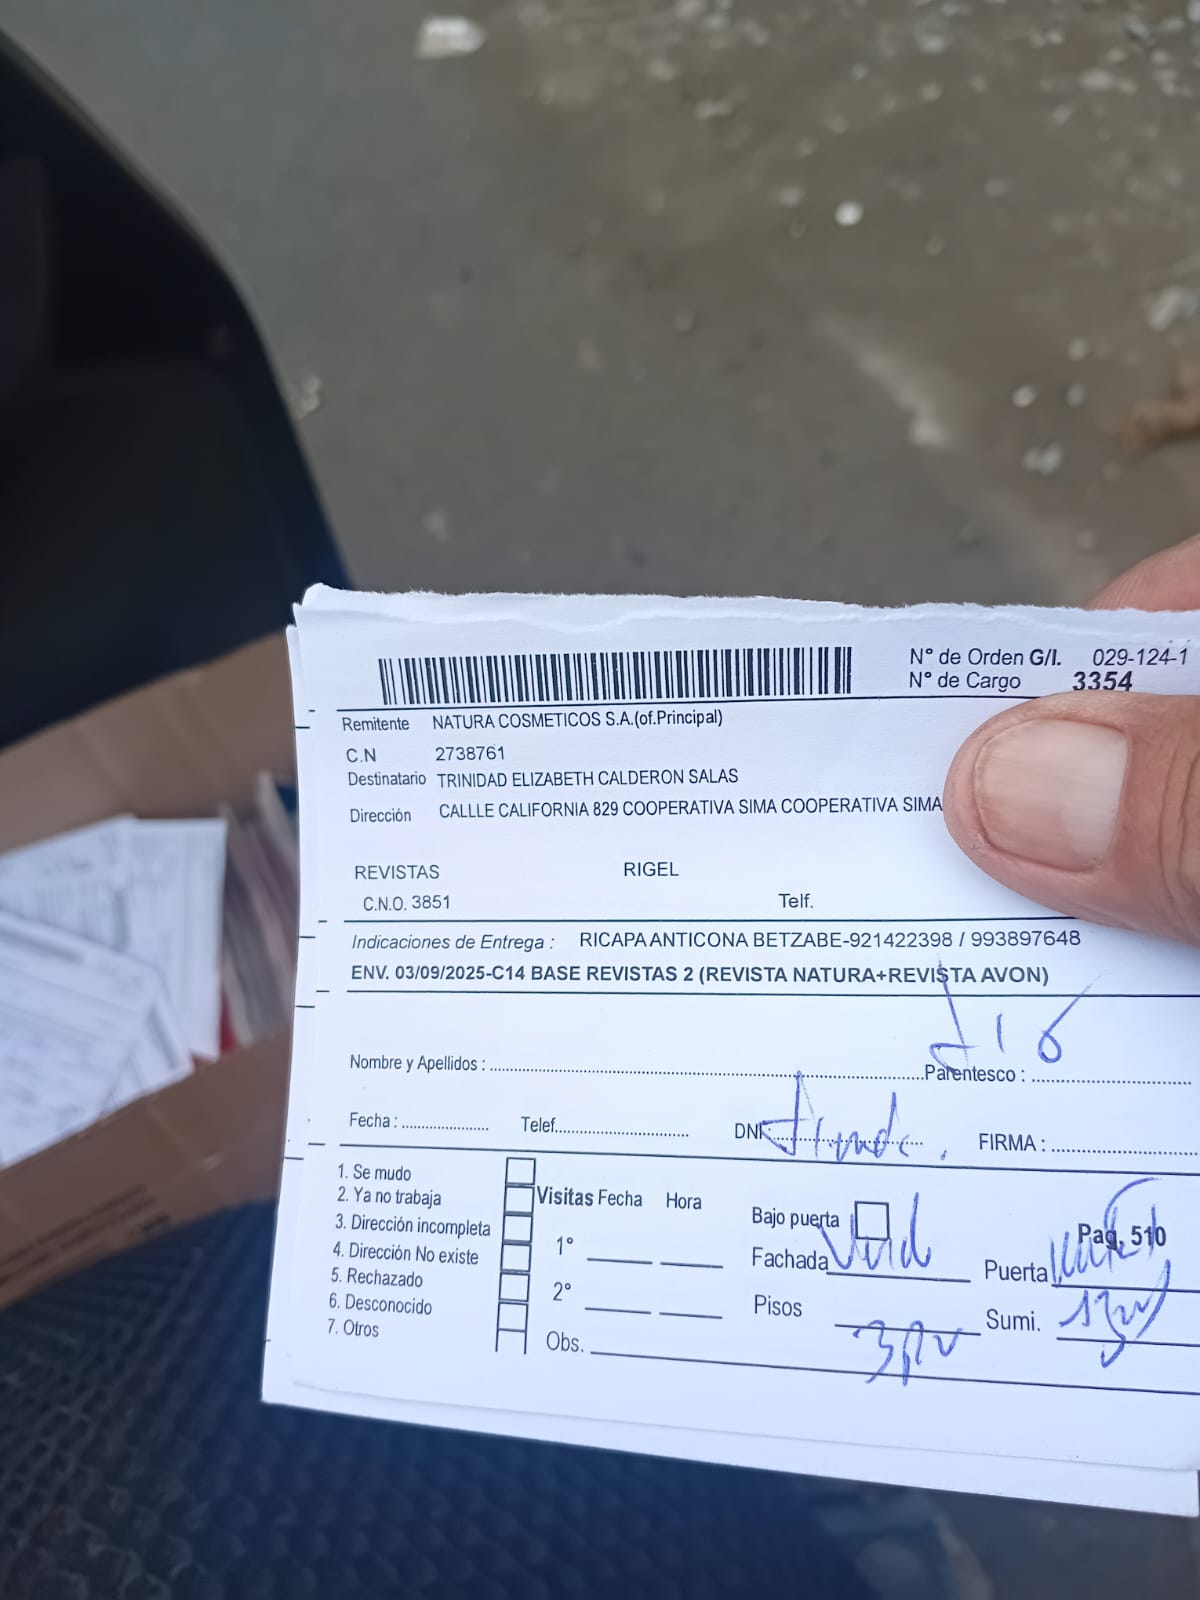 N° de Orden G/I. 029-124-1
N° de Cargo 3354
Remitente NATURA COSMETICOS S.A.(of.Principal)
C.N 2738761
Destinatario TRINIDAD ELIZABETH CALDERON SALAS
Dirección CALLLE CALIFORNIA 829 COOPERATIVA SIMA COOPERATIVA SIMA
REVISTAS RIGEL
C.N.O. 3851 Telf.
Indicaciones de Entrega : RICAPA ANTICONA BETZABE-921422398 / 993897648
ENV. 03/09/2025-C14 BASE REVISTAS 2 (REVISTA NATURA+REVISTA AVON)
Nombre y Apellidos : Parentesco :
Fecha : Telef. DNI: FIRMA :
1. Se mudo
2. Ya no trabaja
3. Dirección incompleta
4. Dirección No existe
5. Rechazado
6. Desconocido
7. Otros
Visitas Fecha Hora
1°
2°
Obs.
Bajo puerta Pag. 510
Fachada Puerta
Pisos Sumi.